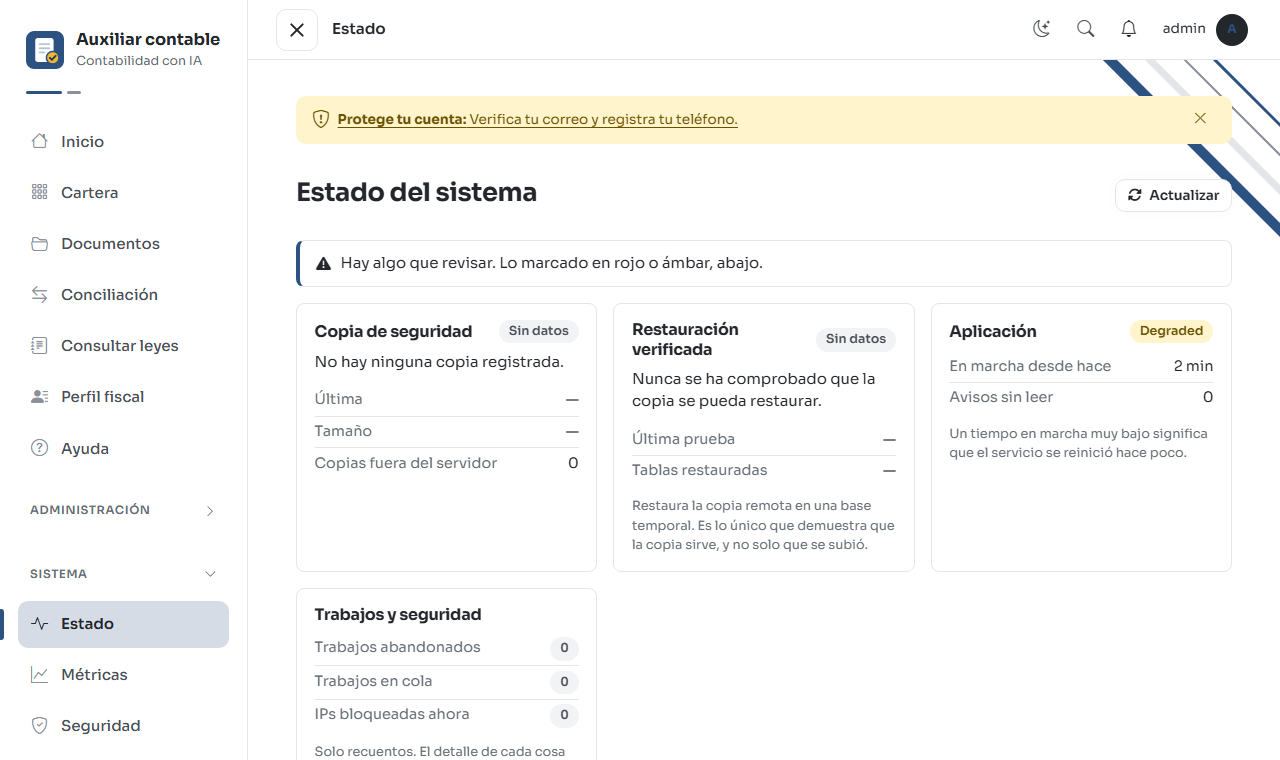 Auxiliar contable
Contabilidad con IA
Inicio
Cartera
Documentos
Conciliación
Consultar leyes
Perfil fiscal
Ayuda
ADMINISTRACIÓN
SISTEMA
Estado
Métricas
Seguridad
Estado
admin
A
Protege tu cuenta: Verifica tu correo y registra tu teléfono.
Estado del sistema
Actualizar
Hay algo que revisar. Lo marcado en rojo o ámbar, abajo.
Copia de seguridad
Sin datos
No hay ninguna copia registrada.
Última —
Tamaño —
Copias fuera del servidor 0
Restauración
verificada
Sin datos
Nunca se ha comprobado que la
copia se pueda restaurar.
Última prueba —
Tablas restauradas —
Restaura la copia remota en una base
temporal. Es lo único que demuestra que
la copia sirve, y no solo que se subió.
Aplicación
Degraded
En marcha desde hace 2 min
Avisos sin leer 0
Un tiempo en marcha muy bajo significa
que el servicio se reinició hace poco.
Trabajos y seguridad
Trabajos abandonados 0
Trabajos en cola 0
IPs bloqueadas ahora 0
Solo recuentos. El detalle de cada cosa